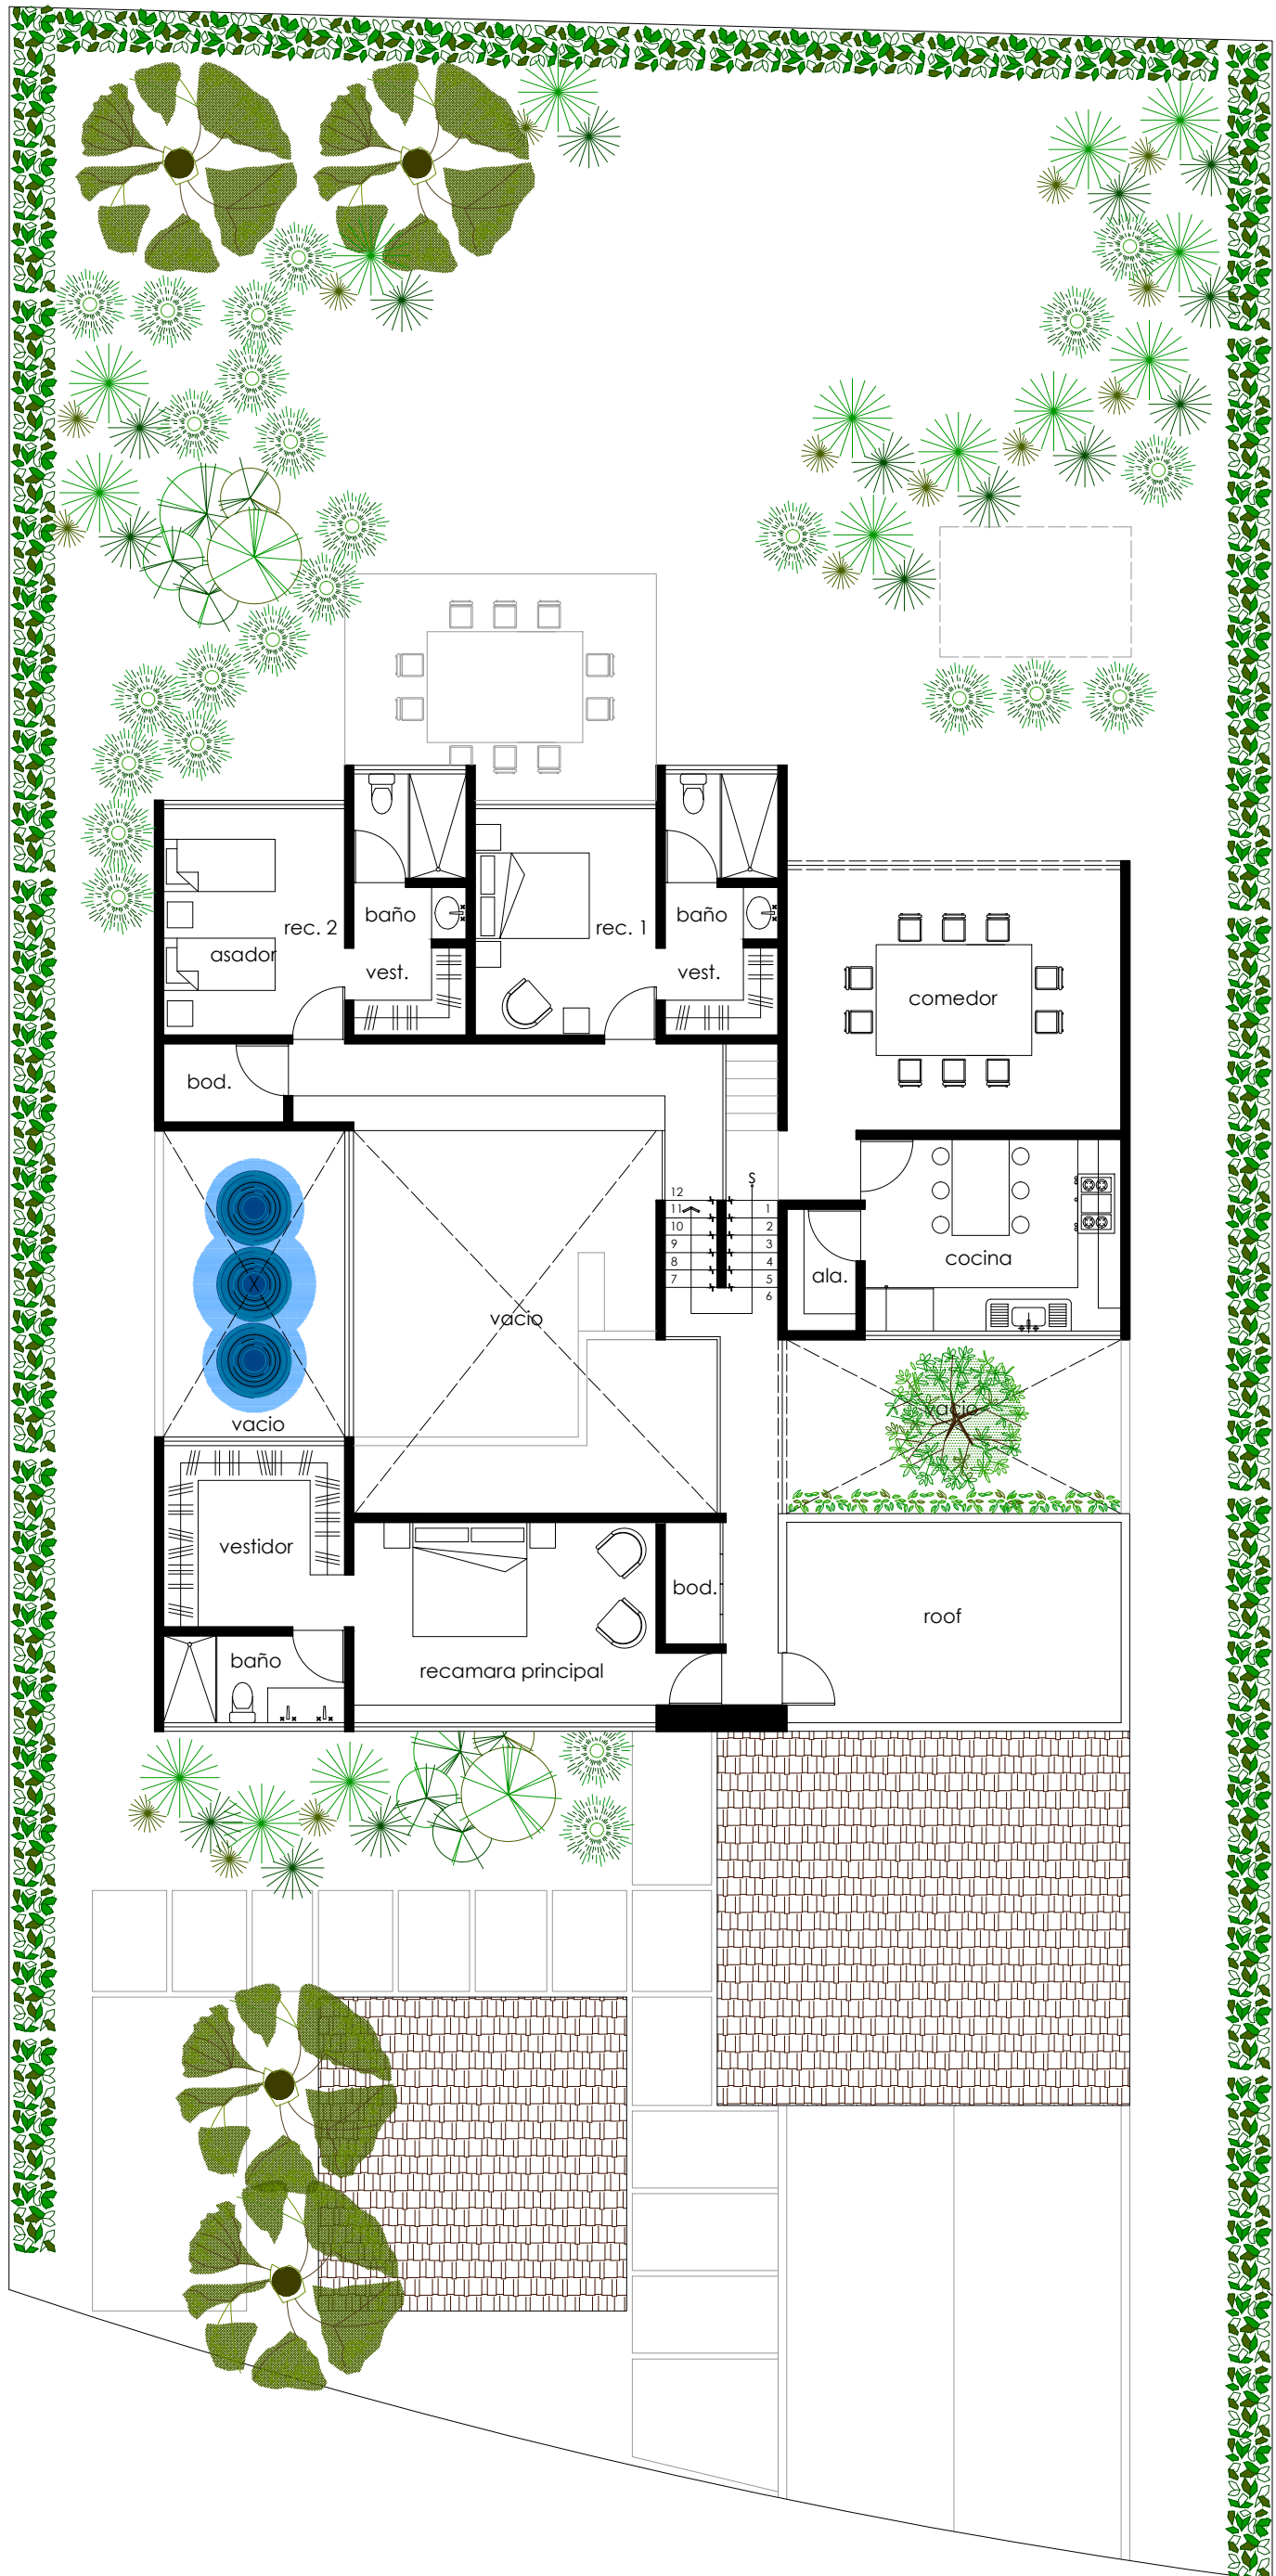 baño
baño
rec. 2
rec. 1
asador
vest.
vest.
comedor
bod.
S
12
11
10
9
8
7
1
2
3
4
5
6
cocina
ala.
vacio
vacio
vacio
vestidor
bod.
roof
baño
recamara principal